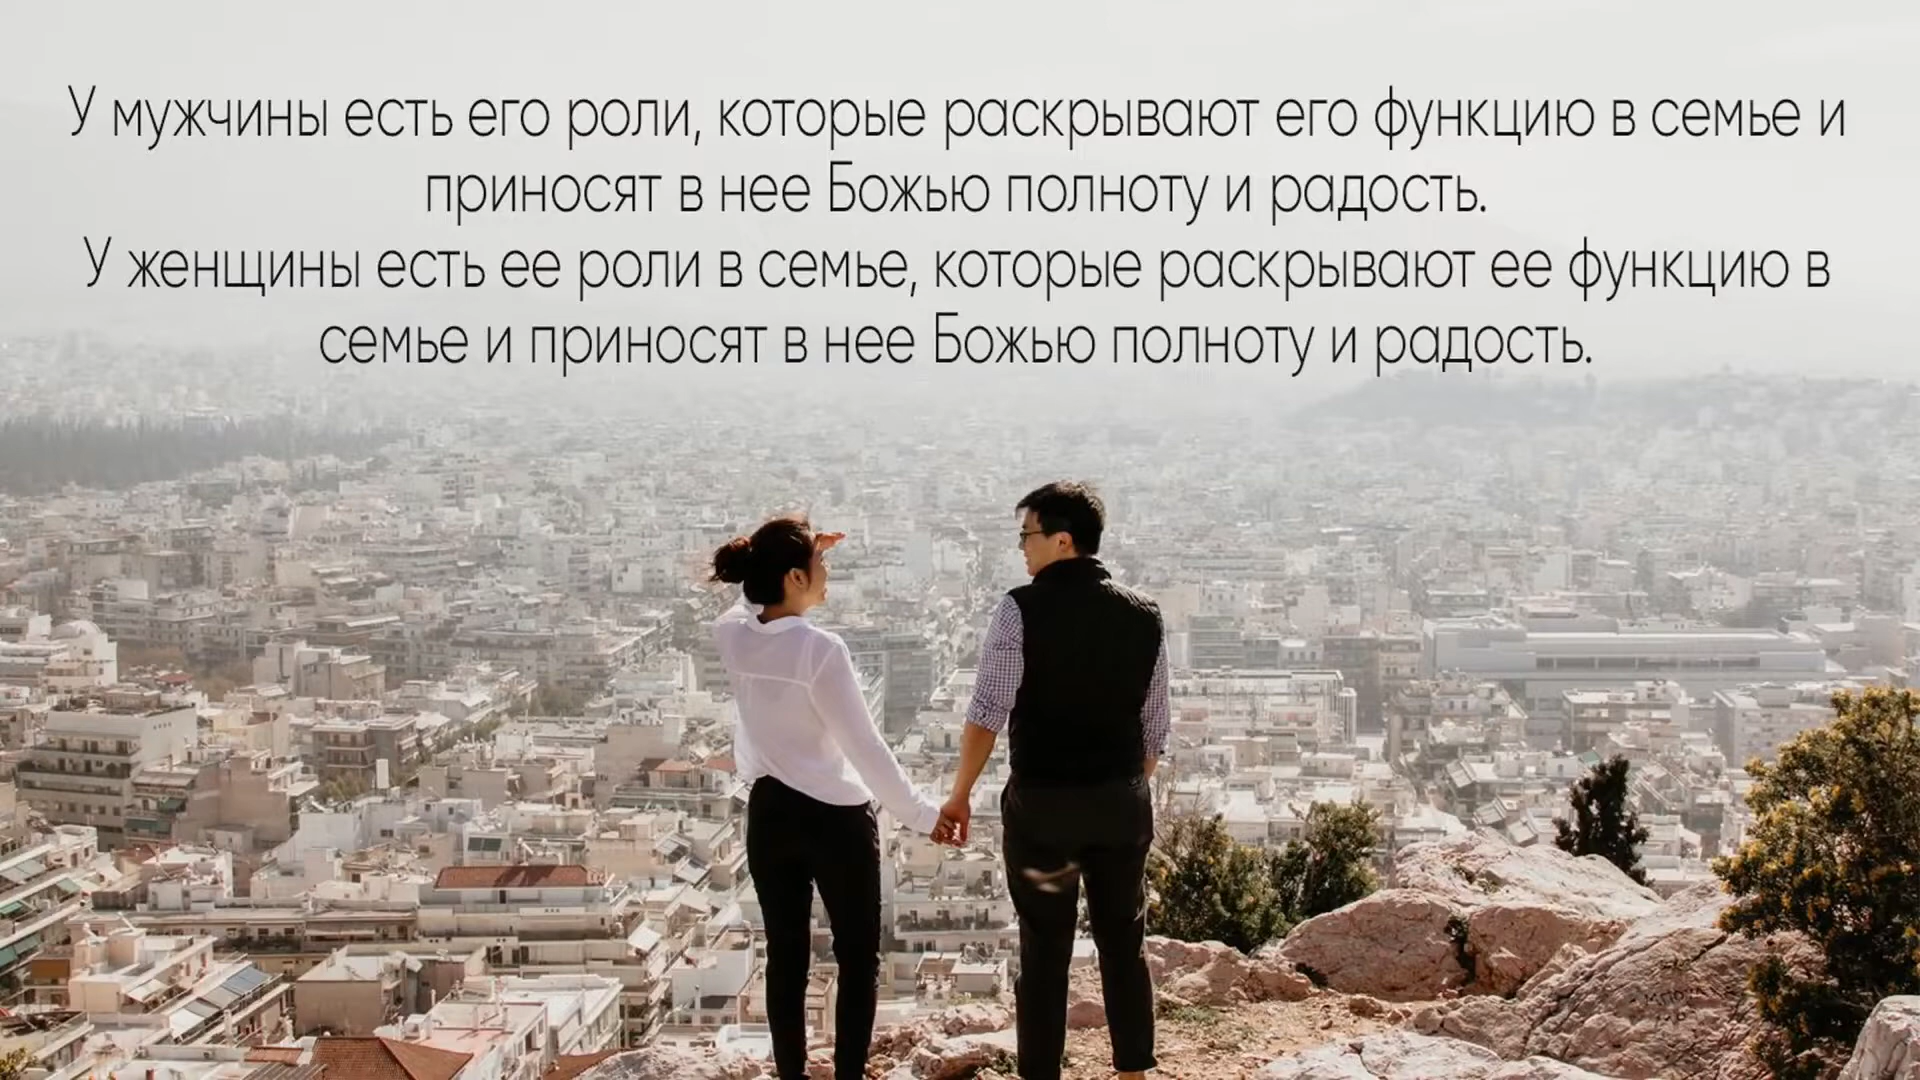 У мужчины есть его роли, которые раскрывают его функцию в семье и
приносят в нее Божью полноту и радость.
У женщины есть ее роли в семье, которые раскрывают ее функцию в
семье и приносят в нее Божью полноту и радость.